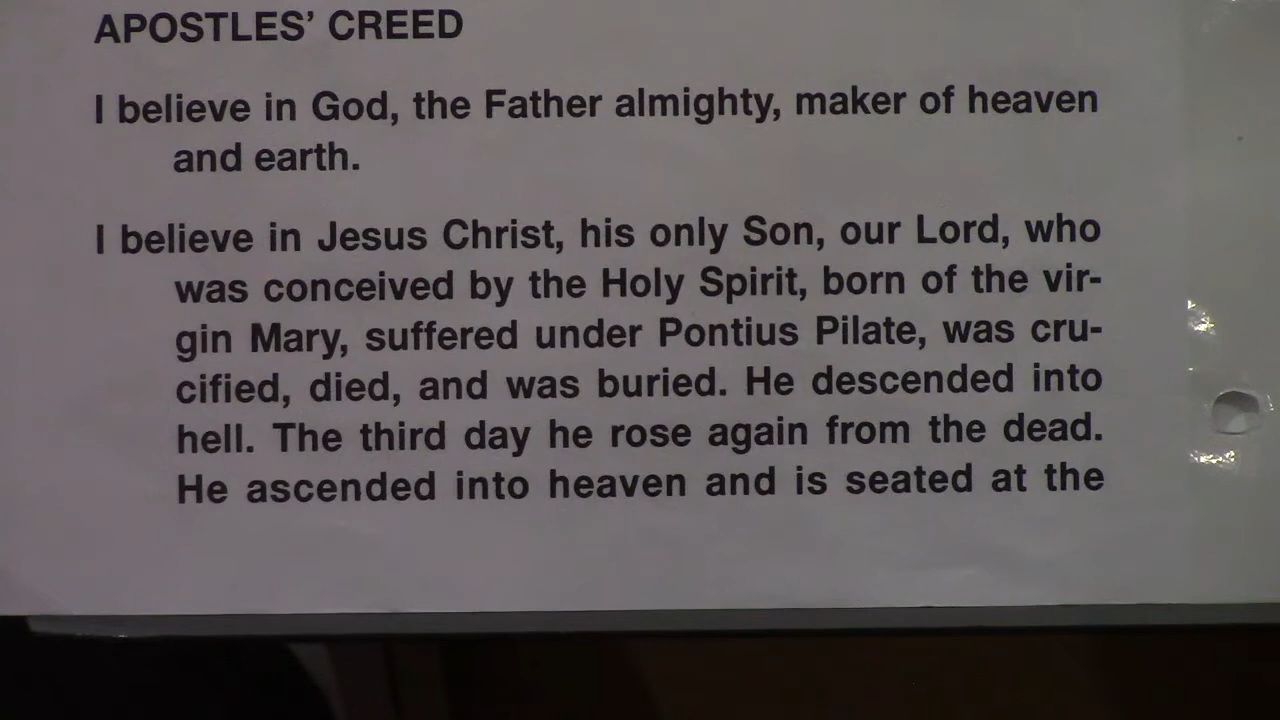 APOSTLES’ CREED
I believe in God, the Father almighty, maker of heaven
and earth.
I believe in Jesus Christ, his only Son, our Lord, who
was conceived by the Holy Spirit, born of the vir-
gin Mary, suffered under Pontius Pilate, was cru-
cified, died, and was buried. He descended into
hell. The third day he rose again from the dead.
He ascended into heaven and is seated at the